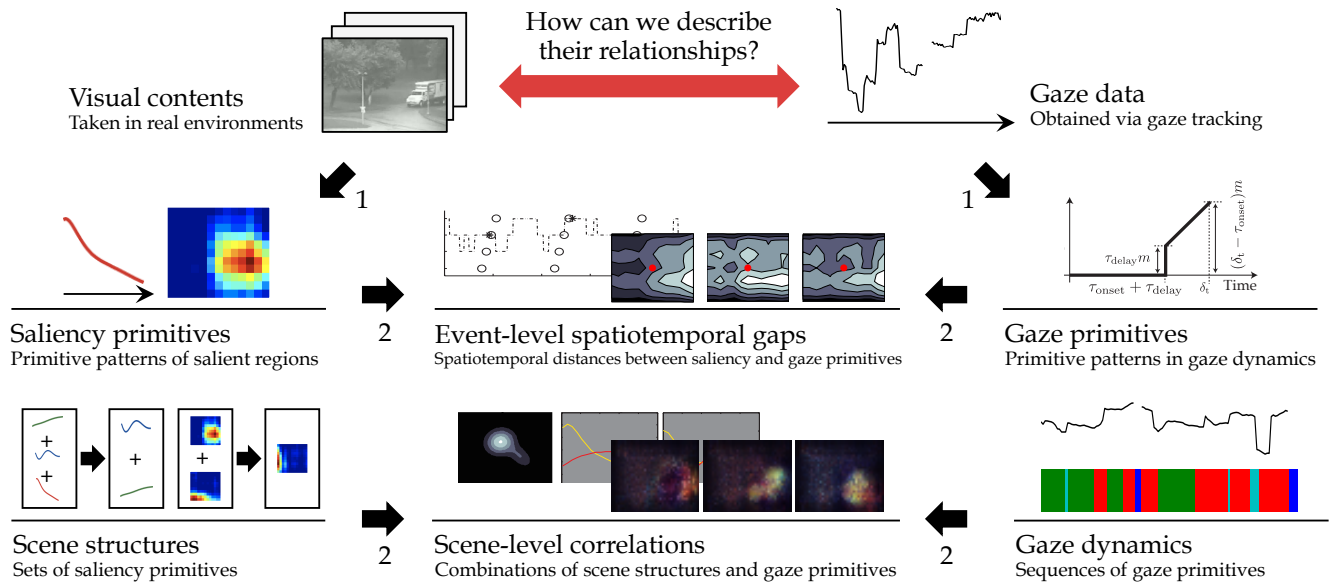 How can we describe
their relationships?
Visual contents
Taken in real environments
Gaze data
Obtained via gaze tracking
1
1
τdelay m
(δt − τonset)m
τonset + τdelay
δt
Time
2
2
Saliency primitives
Primitive patterns of salient regions
Event-level spatiotemporal gaps
Spatiotemporal distances between saliency and gaze primitives
Gaze primitives
Primitive patterns in gaze dynamics
+
+
+
+
2
2
Scene structures
Sets of saliency primitives
Scene-level correlations
Combinations of scene structures and gaze primitives
Gaze dynamics
Sequences of gaze primitives